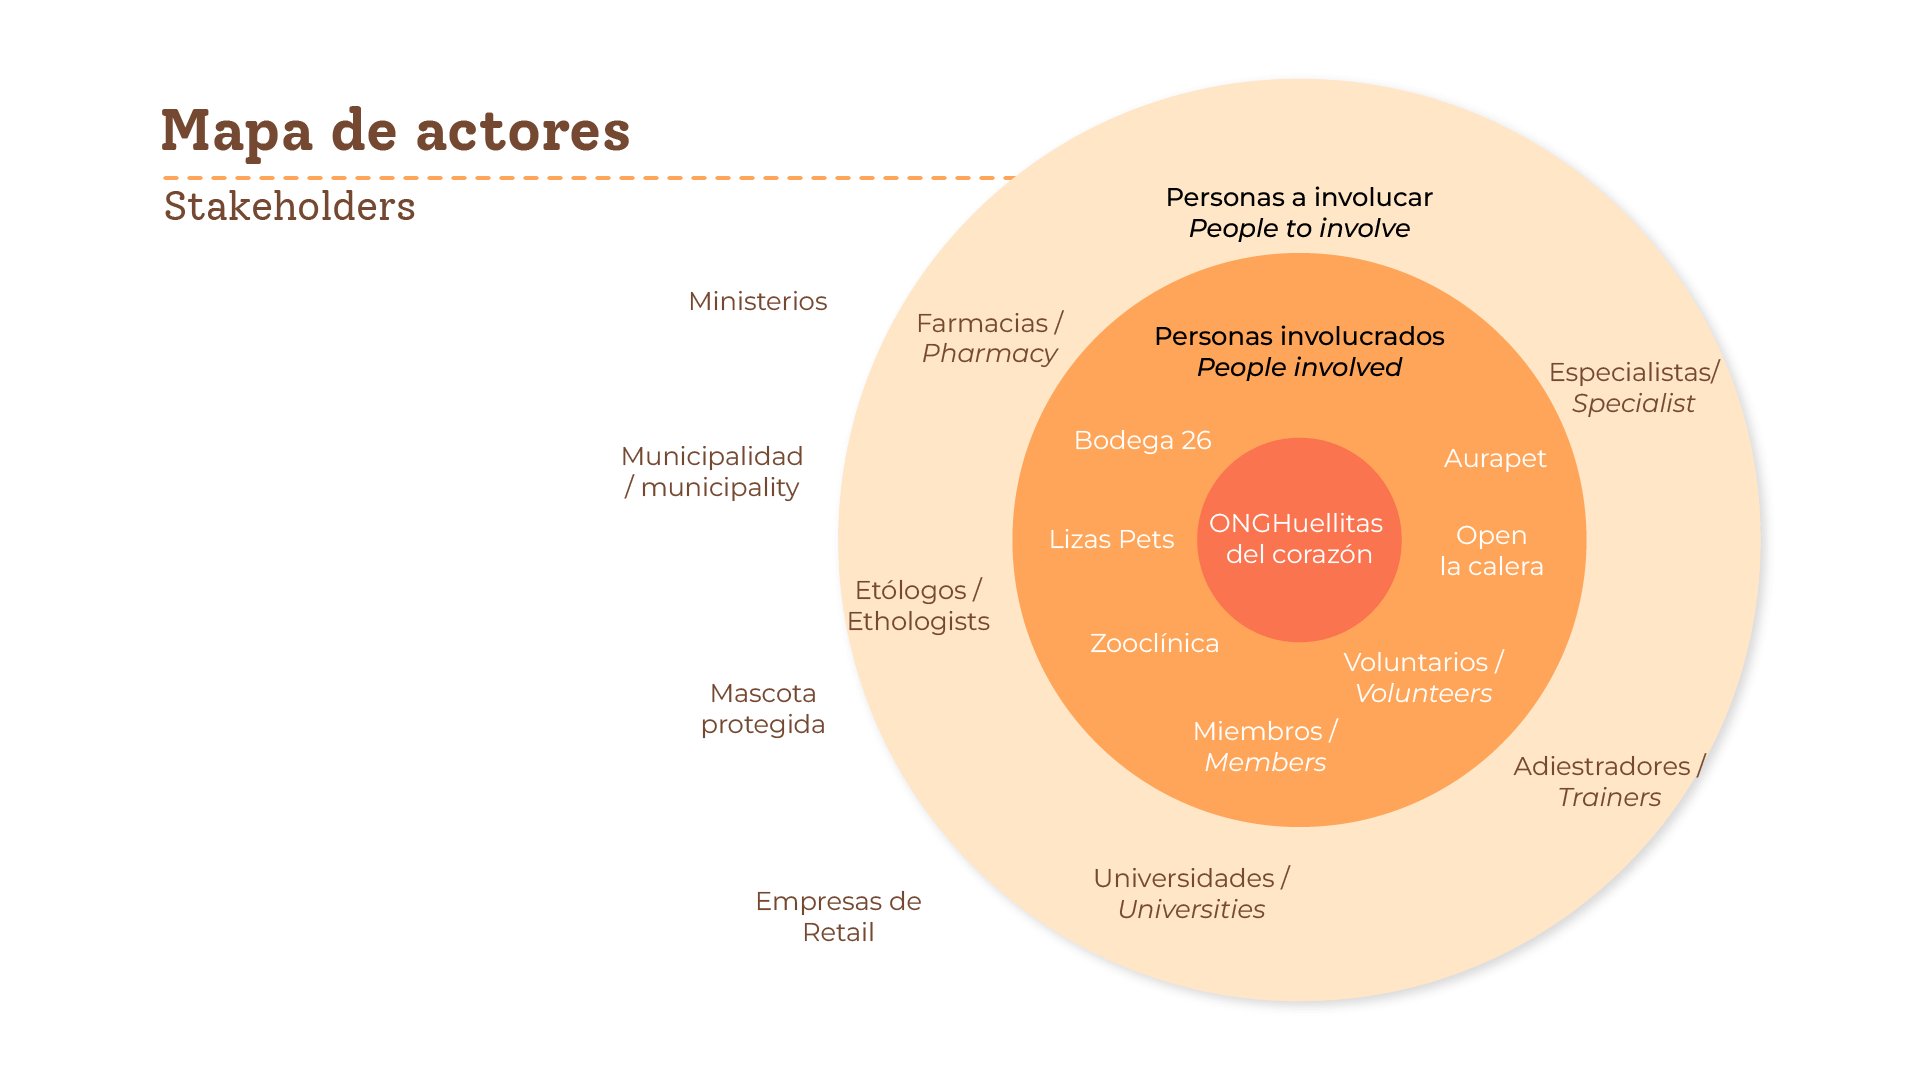 Mapa de actores
Stakeholders
Personas a involucar
People to involve
Personas involucrados
People involved
Ministerios
Municipalidad
/ municipality
Mascota
protegida
Empresas de
Retail
Farmacias /
Pharmacy
Etólogos /
Ethologists
Universidades /
Universities
Especialistas/
Specialist
Adiestradores /
Trainers
Bodega 26
Lizas Pets
Zooclínica
Miembros /
Members
Voluntarios /
Volunteers
Open
la calera
Aurapet
ONGHuellitas
del corazón